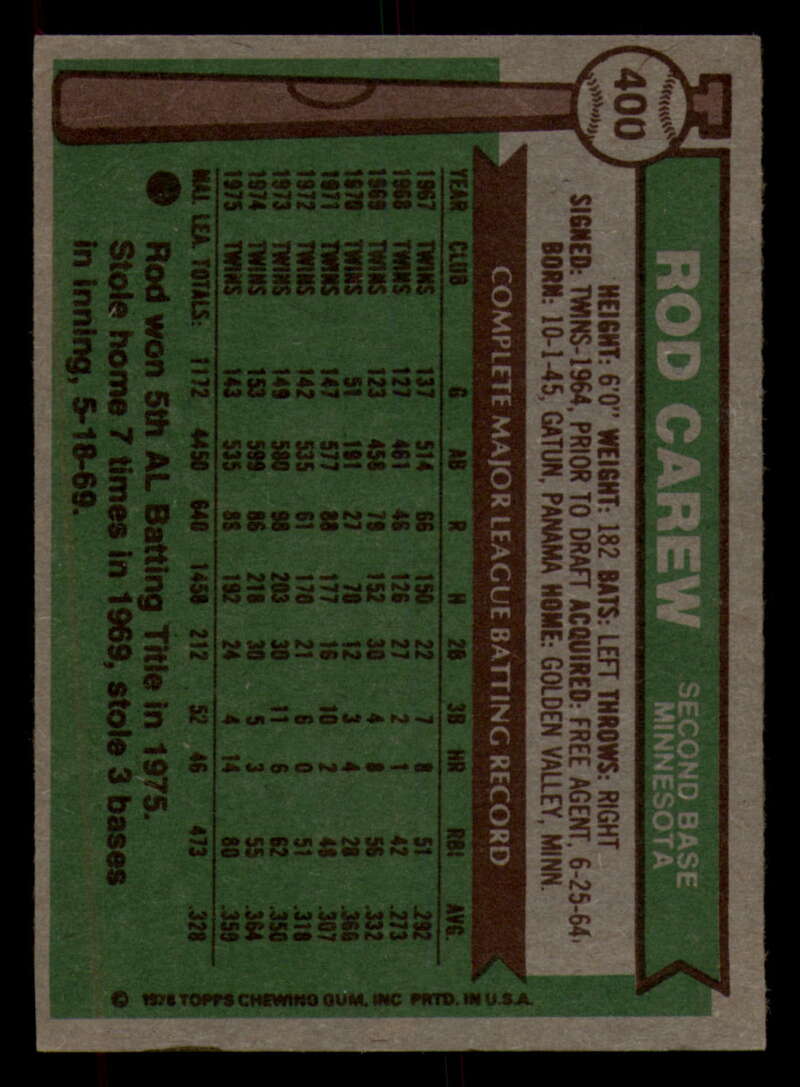 400
ROD CAREW
SECOND BASE
MINNESOTA
HEIGHT: 6'0" WEIGHT: 182 BATS: LEFT THROWS: RIGHT
SIGNED: TWINS-1964, PRIOR TO DRAFT ACQUIRED: FREE AGENT, 6-25-64,
BORN: 10-1-45, GATUN, PANAMA HOME: GOLDEN VALLEY, MINN.
COMPLETE MAJOR LEAGUE BATTING RECORD
YEAR CLUB G AB R H 2B 3B HR RBI AVG.
1967 TWINS 137 514 66 150 22 7 8 51 .292
1968 TWINS 127 461 46 126 27 2 1 42 .273
1969 TWINS 123 458 79 152 30 4 8 56 .332
1970 TWINS 51 191 27 70 12 3 4 28 .366
1971 TWINS 147 577 88 177 16 10 2 48 .307
1972 TWINS 142 535 61 170 21 6 0 51 .318
1973 TWINS 149 580 98 203 30 11 6 62 .350
1974 TWINS 153 599 86 218 30 5 3 55 .364
1975 TWINS 143 535 89 192 24 4 14 80 .359
MAJ. LEA. TOTALS: 1172 4450 640 1458 212 52 46 473 .328
Rod won 5th AL Batting Title in 1975.
Stole home 7 times in 1969, stole 3 bases
in inning, 5-18-69.
© 1976 TOPPS CHEWING GUM, INC PRTD. IN U.S.A.